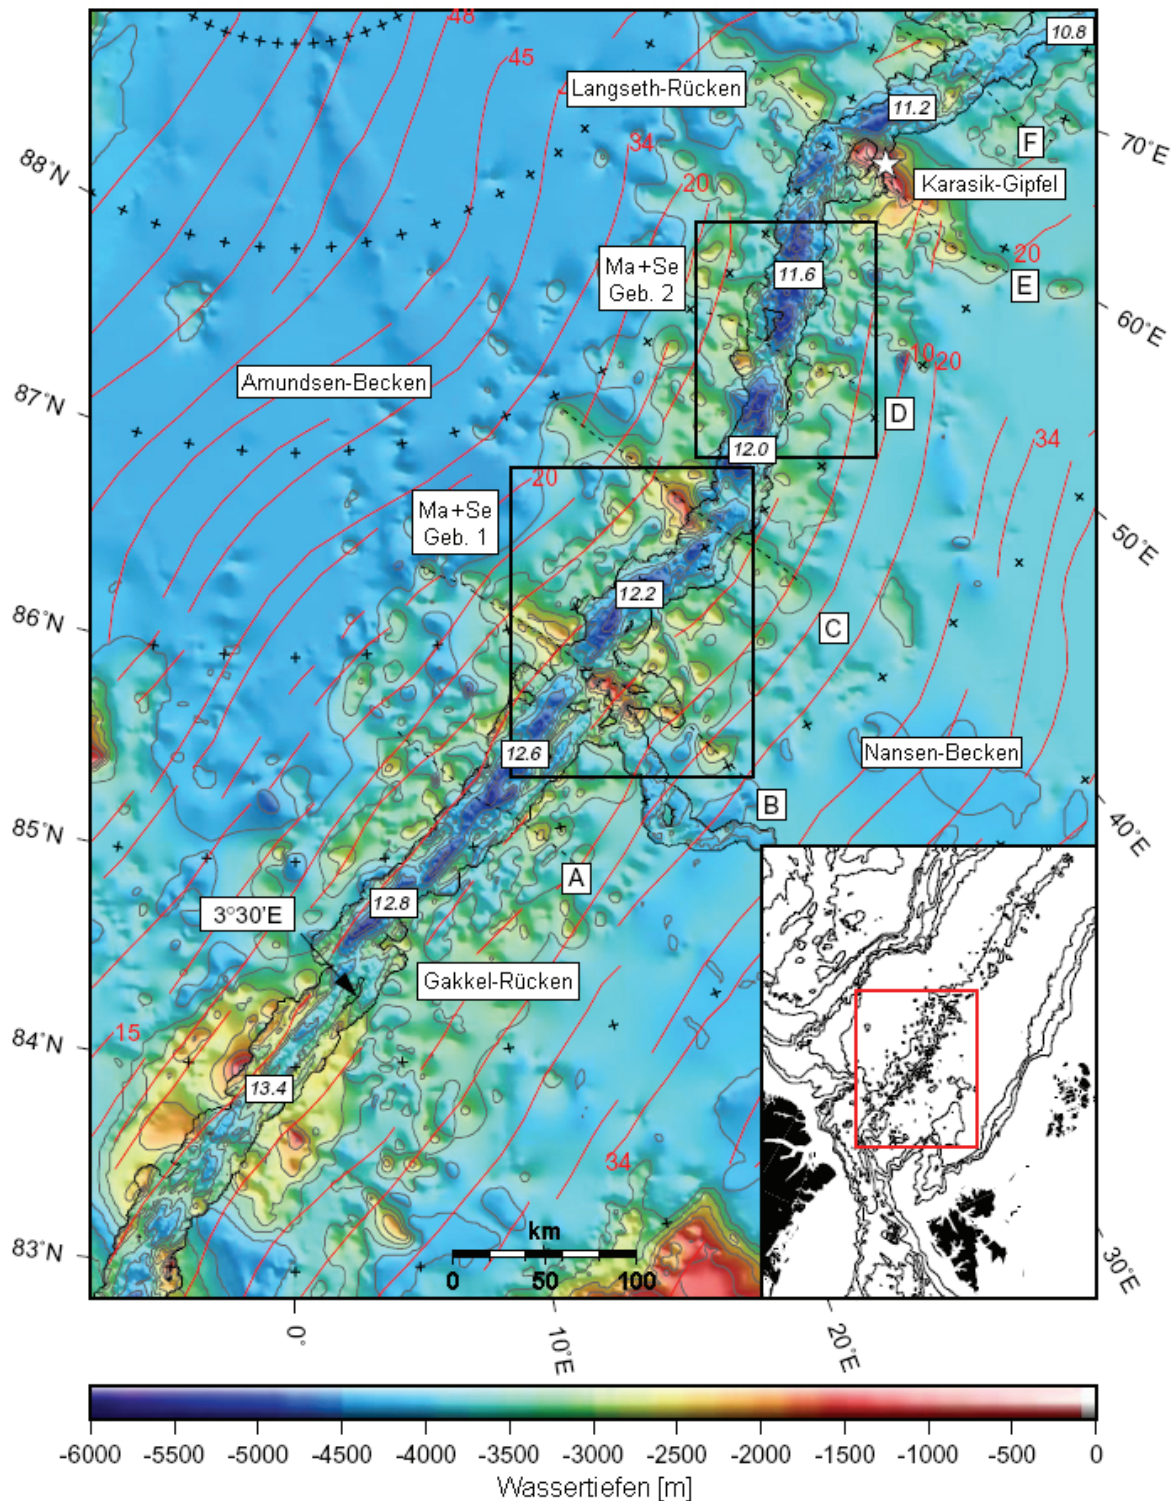 48
45
10.8
Langseth-Rücken
11.2
34
F
70°E
88°N
20
Karasik-Gipfel
Ma+Se
Geb. 2
11.6
20
E
60°E
10
20
Amundsen-Becken
87°N
D
34
12.0
20
Ma+Se
Geb. 1
50°E
12.2
86°N
C
12.6
Nansen-Becken
B
85°N
40°E
A
12.8
3°30'E
Gakkel-Rücken
15
84°N
13.4
34
km
0 50 100
83°N
30°E
0°
10°E
20°E
-6000 -5500 -5000 -4500 -4000 -3500 -3000 -2500 -2000 -1500 -1000 -500 0
Wassertiefen [m]